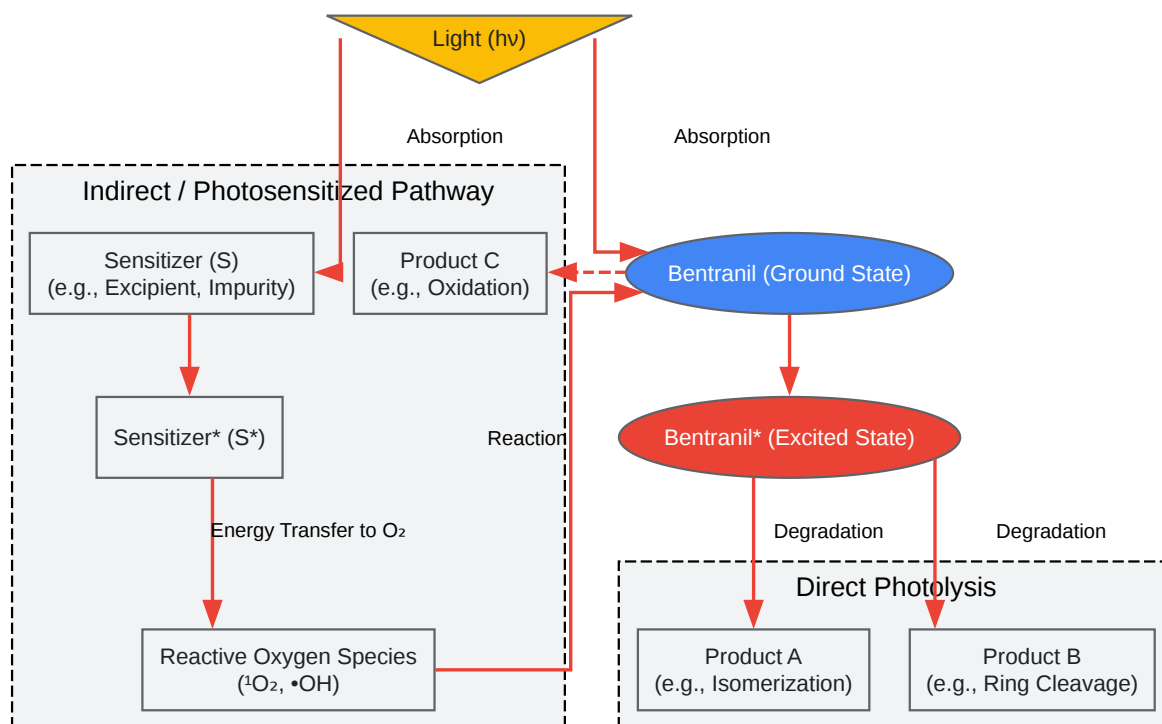 Light (hν)
Absorption
Absorption
Indirect / Photosensitized Pathway
Sensitizer (S)
(e.g., Excipient, Impurity)
Product C
(e.g., Oxidation)
Bentranil (Ground State)
Sensitizer* (S*)
Reaction
Bentranil* (Excited State)
Energy Transfer to O₂
Degradation
Degradation
Direct Photolysis
Reactive Oxygen Species
(¹O₂, •OH)
Product A
(e.g., Isomerization)
Product B
(e.g., Ring Cleavage)